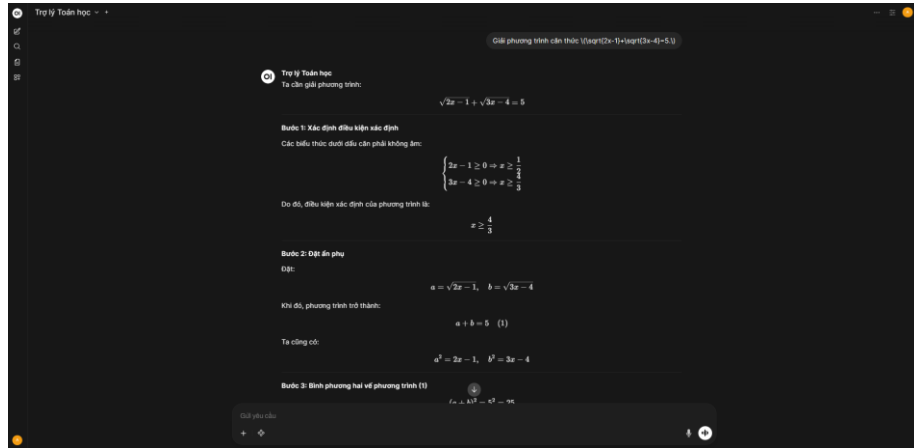 Trợ lý Toán học
Giải phương trình căn thức \(\sqrt{2x-1}+\sqrt{3x-4}=5.\)
Trợ lý Toán học
Ta cần giải phương trình:
√2x − 1 + √3x − 4 = 5
Bước 1: Xác định điều kiện xác định
Các biểu thức dưới dấu căn phải không âm:
2x − 1 ≥ 0 ⇒ x ≥ 1/2
3x − 4 ≥ 0 ⇒ x ≥ 4/3
Do đó, điều kiện xác định của phương trình là:
x ≥ 4/3
Bước 2: Đặt ẩn phụ
Đặt:
a = √2x − 1, b = √3x − 4
Khi đó, phương trình trở thành:
a + b = 5 (1)
Ta cũng có:
a² = 2x − 1, b² = 3x − 4
Bước 3: Bình phương hai vế phương trình (1)
(a + b)² = 5² = 25
Gửi yêu cầu